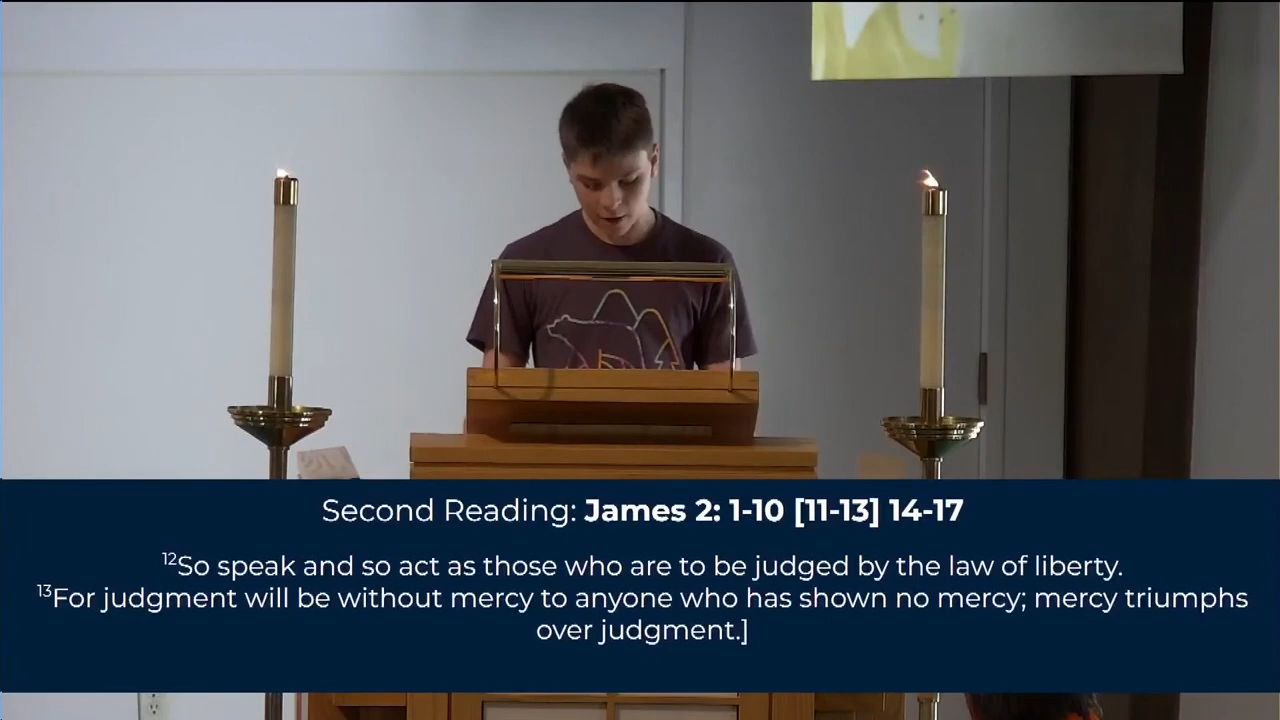 Second Reading: James 2: 1-10 [11-13] 14-17
¹²So speak and so act as those who are to be judged by the law of liberty.
¹³For judgment will be without mercy to anyone who has shown no mercy; mercy triumphs
over judgment.]